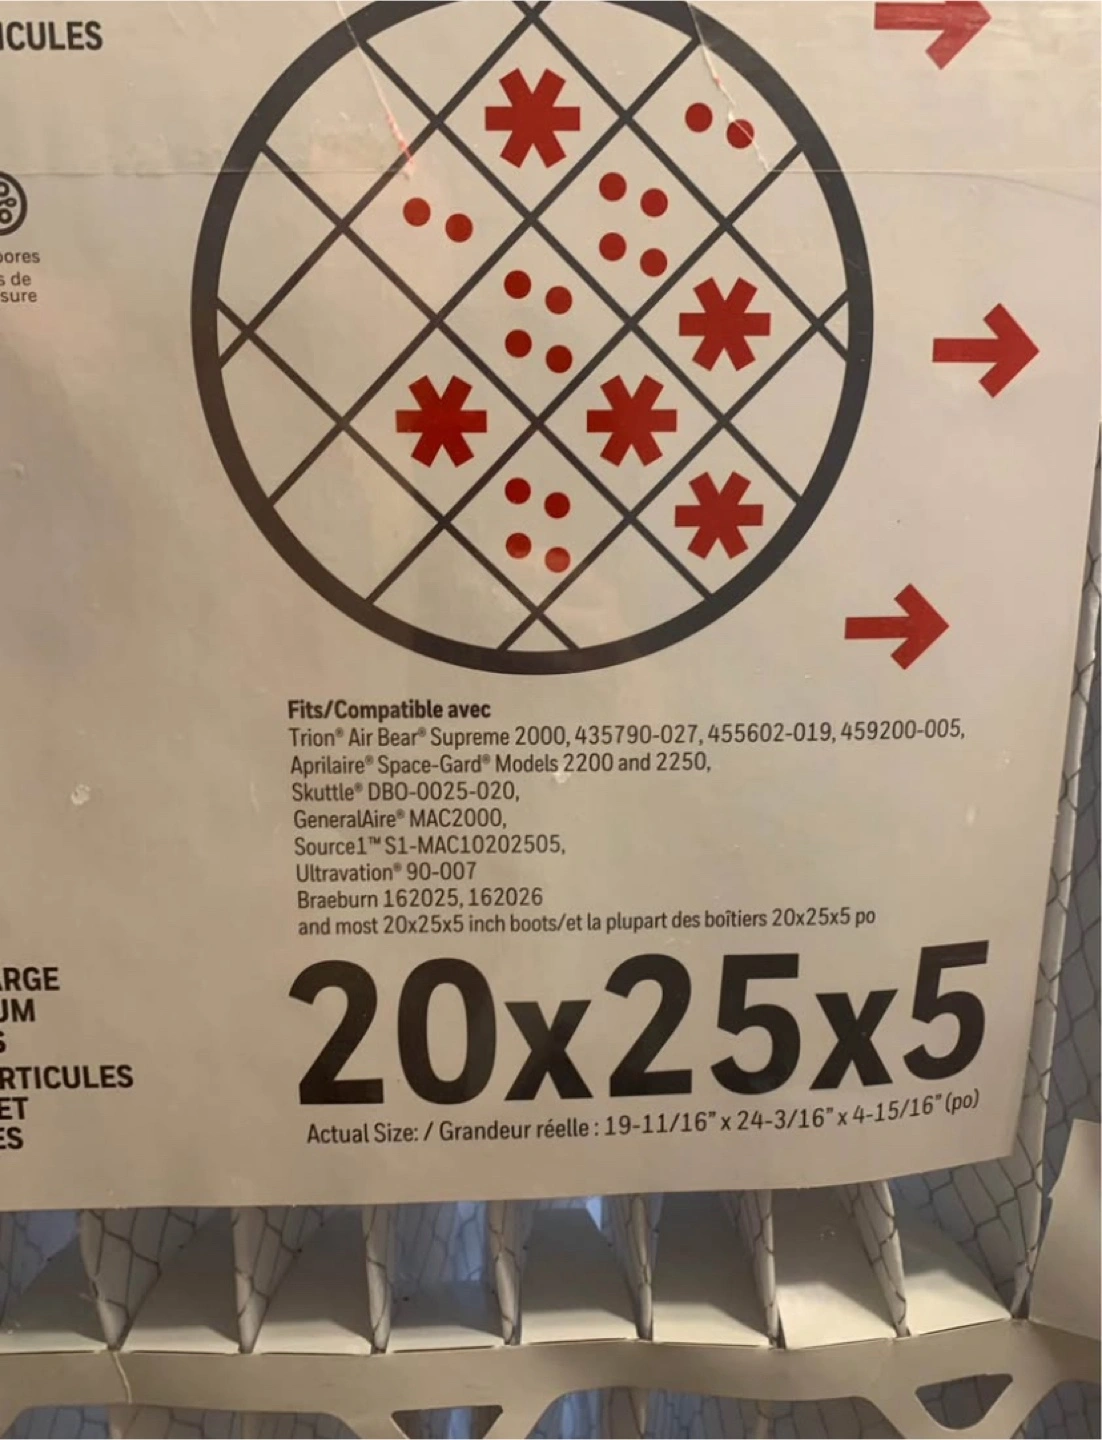 ICULES
pores
s de
sure
Fits/Compatible avec
Trion® Air Bear® Supreme 2000, 435790-027, 455602-019, 459200-005,
Aprilaire® Space-Gard® Models 2200 and 2250,
Skuttle® DB0-0025-020,
GeneralAire® MAC2000,
Source1™ S1-MAC10202505,
Ultravation® 90-007
Braeburn 162025, 162026
and most 20x25x5 inch boots/et la plupart des boîtiers 20x25x5 po
20x25x5
Actual Size: / Grandeur réelle : 19-11/16” x 24-3/16” x 4-15/16” (po)
ARGE
UM
S
RTICULES
ET
ES